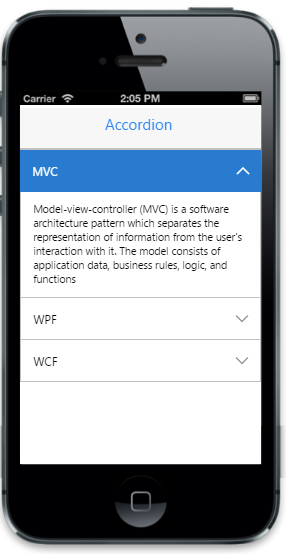 Carrier 2:05 PM
Accordion
MVC
Model-view-controller (MVC) is a software
architecture pattern which separates the
representation of information from the user's
interaction with it. The model consists of
application data, business rules, logic, and
functions
WPF
WCF